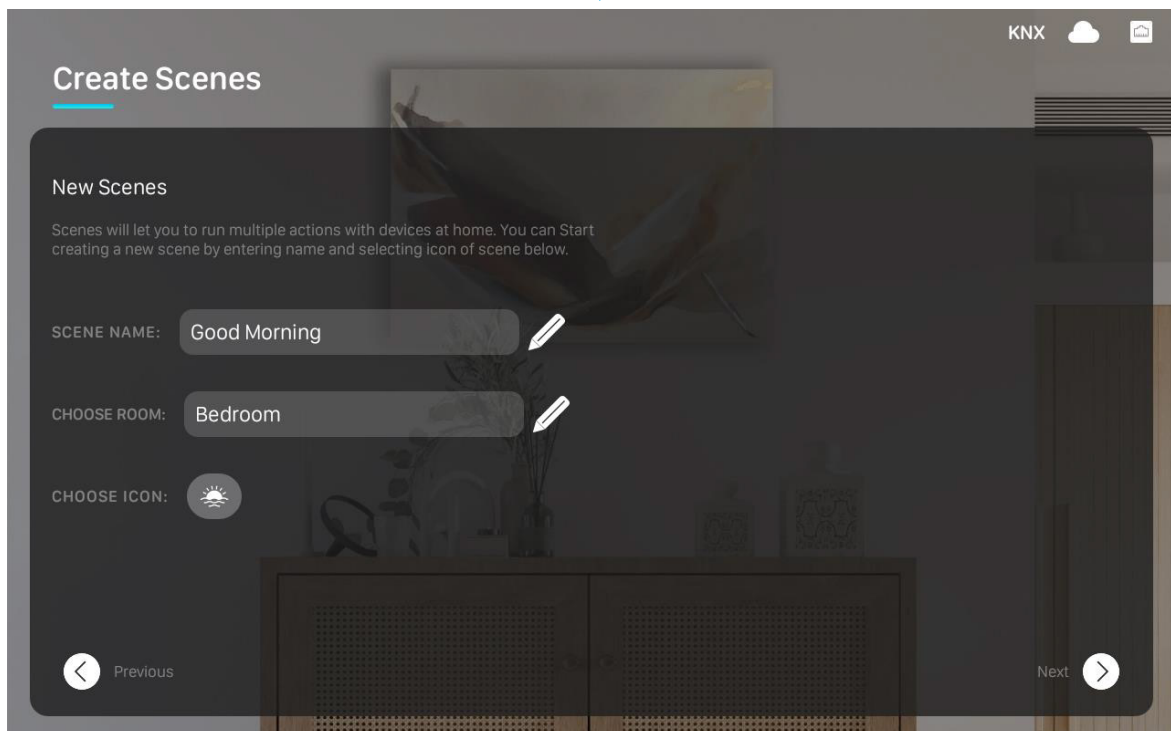 KNX
Create Scenes
New Scenes
Scenes will let you to run multiple actions with devices at home. You can Start
creating a new scene by entering name and selecting icon of scene below.
SCENE NAME: Good Morning
CHOOSE ROOM: Bedroom
CHOOSE ICON:
Previous
Next